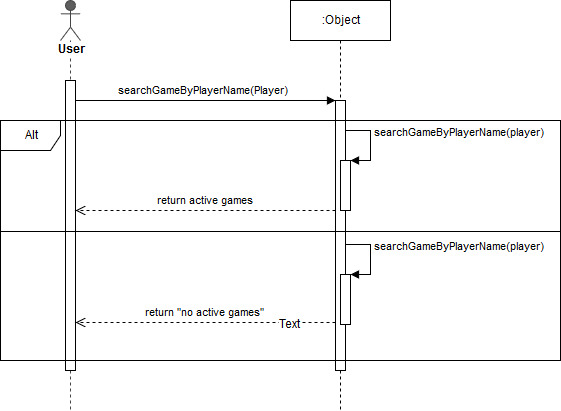 :Object
User
searchGameByPlayerName(Player)
Alt
searchGameByPlayerName(player)
return active games
searchGameByPlayerName(player)
return "no active games"
Text